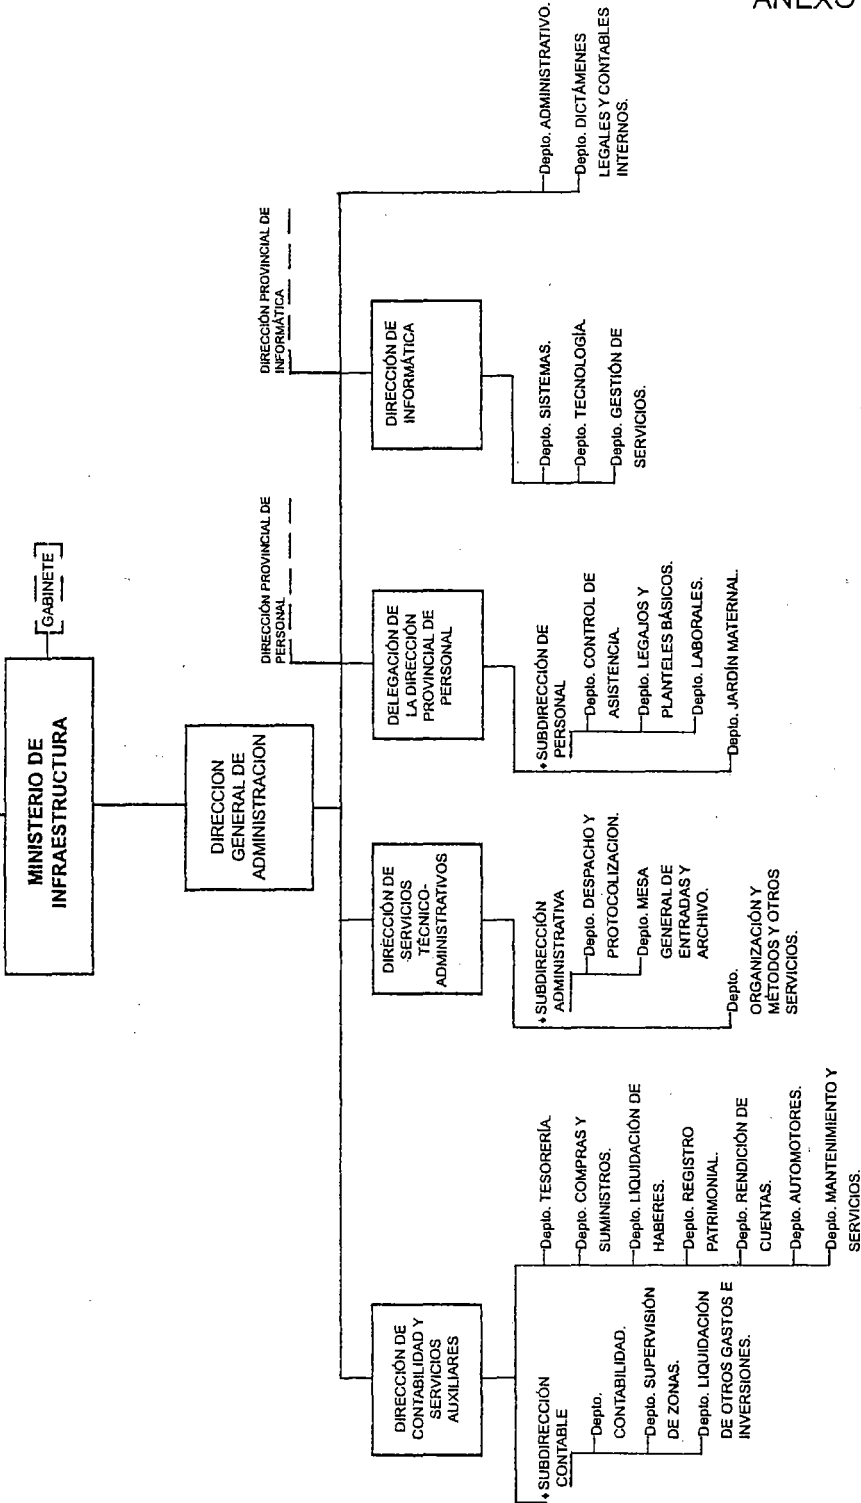 ANEXO
MINISTERIO DE
INFRAESTRUCTURA
GABINETE
DIRECCION
GENERAL DE
ADMINISTRACION
DIRECCIÓN PROVINCIAL DE
PERSONAL
DIRECCIÓN PROVINCIAL DE
INFORMÁTICA
DIRECCIÓN DE
CONTABILIDAD Y
SERVICIOS
AUXILIARES
♦ SUBDIRECCIÓN
CONTABLE
Depto.
CONTABILIDAD.
Depto. SUPERVISIÓN
DE ZONAS.
Depto. LIQUIDACIÓN
DE OTROS GASTOS E
INVERSIONES.
Depto. TESORERÍA.
Depto. COMPRAS Y
SUMINISTROS.
Depto. LIQUIDACIÓN DE
HABERES.
Depto. REGISTRO
PATRIMONIAL.
Depto. RENDICIÓN DE
CUENTAS.
Depto. AUTOMOTORES.
Depto. MANTENIMIENTO Y
SERVICIOS.
DIRECCIÓN DE
SERVICIOS
TÉCNICO-
ADMINISTRATIVOS
♦ SUBDIRECCIÓN
ADMINISTRATIVA
Depto. DESPACHO Y
PROTOCOLIZACION.
Depto. MESA
GENERAL DE
ENTRADAS Y
ARCHIVO.
Depto.
ORGANIZACIÓN Y
MÉTODOS Y OTROS
SERVICIOS.
DELEGACIÓN DE
LA DIRECCIÓN
PROVINCIAL DE
PERSONAL
♦ SUBDIRECCIÓN DE
PERSONAL
Depto. CONTROL DE
ASISTENCIA.
Depto. LEGAJOS Y
PLANTELES BÁSICOS.
Depto. LABORALES.
Depto. JARDÍN MATERNAL.
DIRECCIÓN DE
INFORMÁTICA
Depto. SISTEMAS.
Depto. TECNOLOGÍA.
Depto. GESTIÓN DE
SERVICIOS.
Depto. ADMINISTRATIVO.
Depto. DICTÁMENES
LEGALES Y CONTABLES
INTERNOS.